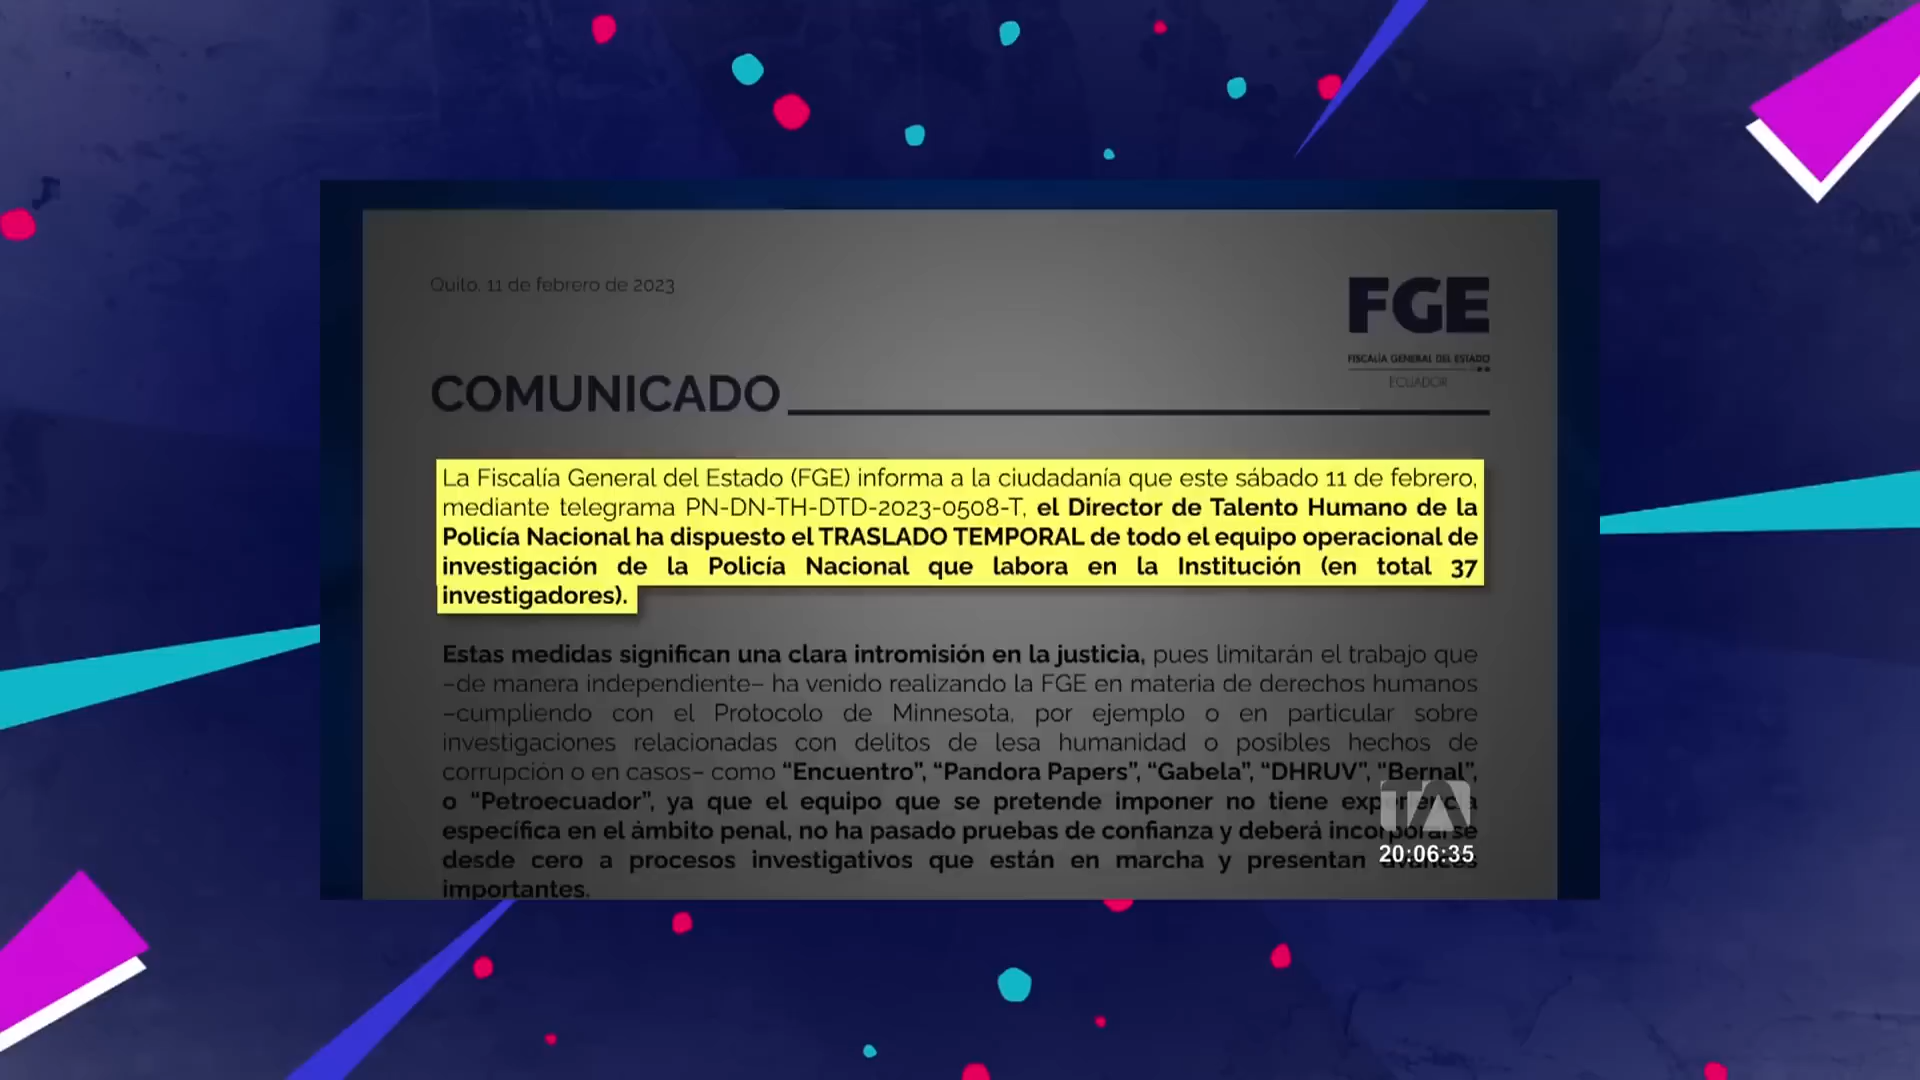 Quito, 11 de febrero de 2023
FGE
FISCALÍA GENERAL DEL ESTADO
ECUADOR
COMUNICADO
La Fiscalía General del Estado (FGE) informa a la ciudadanía que este sábado 11 de febrero,
mediante telegrama PN-DN-TH-DTD-2023-0508-T, el Director de Talento Humano de la
Policía Nacional ha dispuesto el TRASLADO TEMPORAL de todo el equipo operacional de
investigación de la Policía Nacional que labora en la Institución (en total 37
investigadores).
Estas medidas significan una clara intromisión en la justicia, pues limitarán el trabajo que
–de manera independiente– ha venido realizando la FGE en materia de derechos humanos
–cumpliendo con el Protocolo de Minnesota, por ejemplo o en particular sobre
investigaciones relacionadas con delitos de lesa humanidad o posibles hechos de
corrupción o en casos– como “Encuentro”, “Pandora Papers”, “Gabela”, “DHRUV”, “Bernal”,
o “Petroecuador”, ya que el equipo que se pretende imponer no tiene experiencia
específica en el ámbito penal, no ha pasado pruebas de confianza y deberá incorporarse
desde cero a procesos investigativos que están en marcha y presentan avances
importantes.
20:06:35